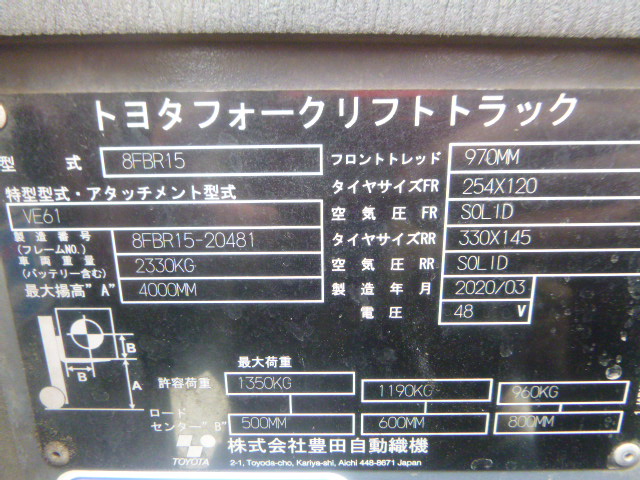 トヨタフォークリフトトラック
型式 8FBR15 フロントトレッド 970MM
特型型式・アタッチメント型式 タイヤサイズFR 254X120
VE61 空気圧FR SOLID
製造番号(フレームNO.) 8FBR15-20481 タイヤサイズRR 330X145
車両重量(バッテリー含む) 2330KG 空気圧RR SOLID
最大揚高"A" 4000MM 製造年月 2020/03
電圧 48 V
B
B A
最大荷重
許容荷重 1350KG 1190KG 960KG
ロードセンター"B" 500MM 600MM 800MM
TOYOTA 株式会社豊田自動織機
2-1, Toyoda-cho, Kariya-shi, Aichi 448-8671 Japan